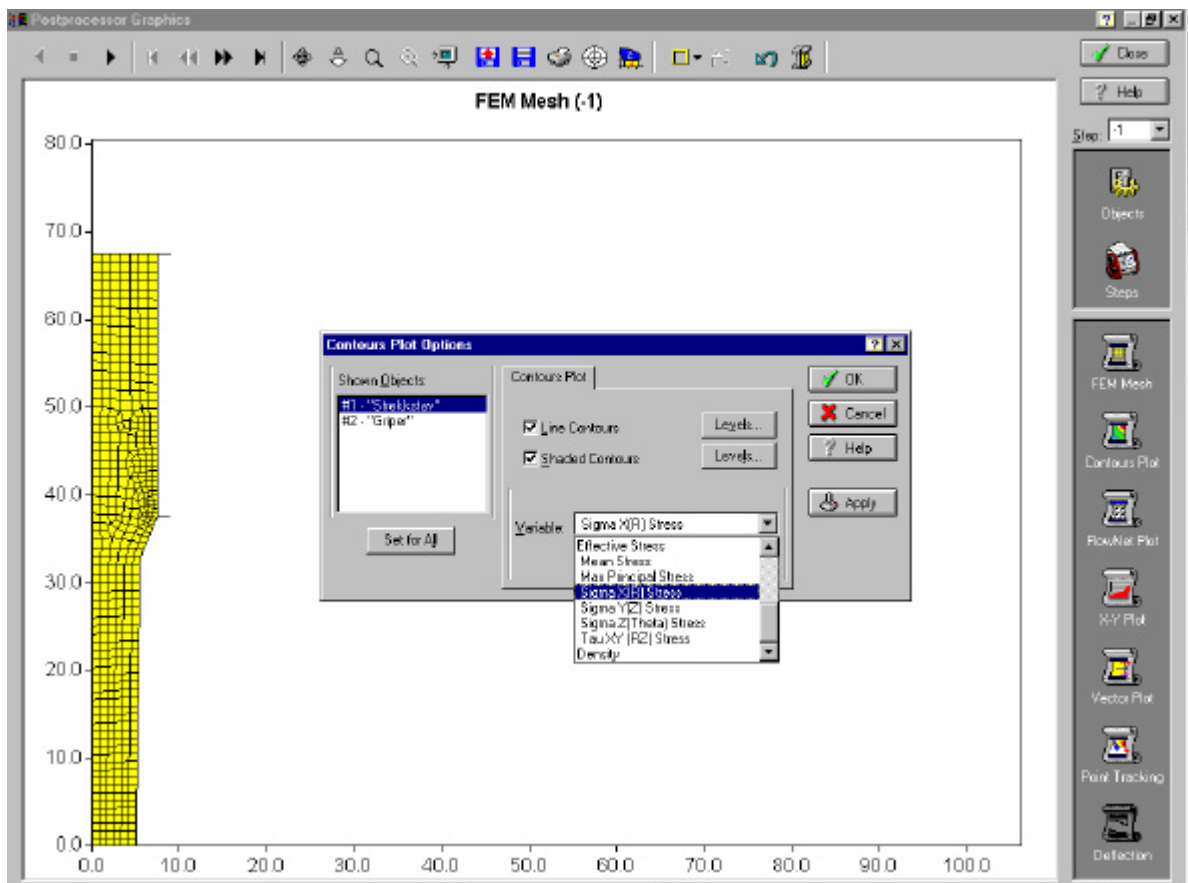 Postprocessor Graphics
Close
Help
Step: -1
FEM Mesh (-1)
80.0
70.0
60.0
50.0
40.0
30.0
20.0
10.0
0.0
0.0 10.0 20.0 30.0 40.0 50.0 60.0 70.0 80.0 90.0 100.0
Contours Plot Options
Shown Objects
#1 - "Strekkstav"
#2 - "Griper"
Set for All
Contours Plot
Line Contours
Levels...
Shaded Contours
Levels...
Variable: Sigma X(R) Stress
Effective Stress
Mean Stress
Max Principal Stress
Sigma X(R) Stress
Sigma Y(Z) Stress
Sigma Z(Theta) Stress
Tau XY (RZ) Stress
Density
OK
Cancel
Help
Apply
Objects
Steps
FEM Mesh
Contours Plot
FlowNet Plot
X-Y Plot
Vector Plot
Point Tracking
Deflection